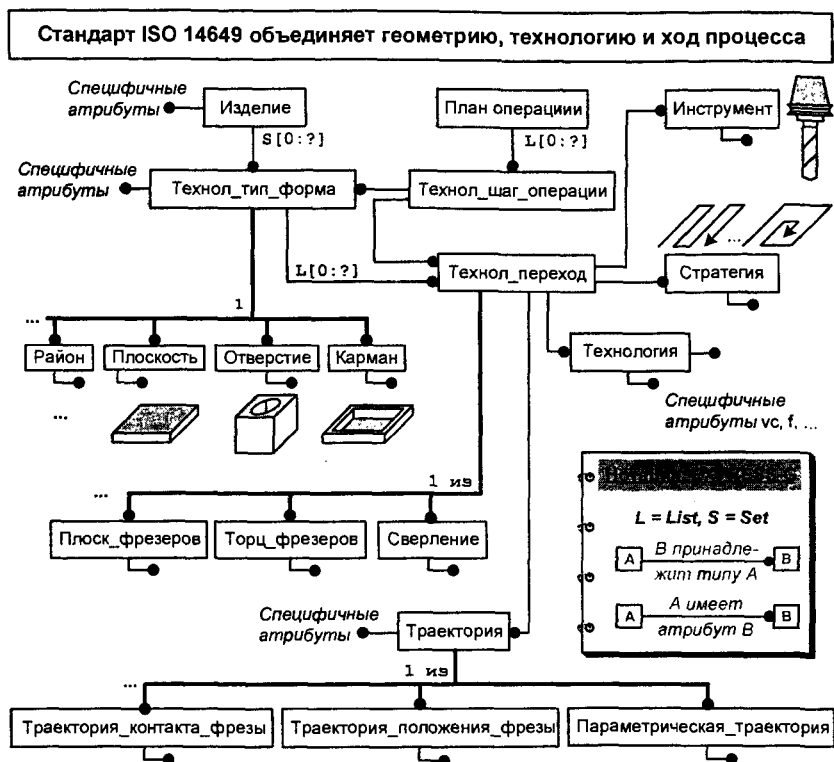 Стандарт ISO 14649 объединяет геометрию, технологию и ход процесса
Специфичные
атрибуты
Изделие
План операциии
Инструмент
S[0:?]
L[0:?]
Специфичные
атрибуты
Технол_тип_форма
Технол_шаг_операции
...
L[0:?]
Технол_переход
Стратегия
1
...
Район
Плоскость
Отверстие
Карман
Технология
...
Специфичные
атрибуты vc, f, ...
1 из
...
L = List, S = Set
Плоск_фрезеров
Торц_фрезеров
Сверление
A
В принадле-
жит типу А
B
A
А имеет
атрибут В
B
Специфичные
атрибуты
Траектория
1 из
...
Траектория_контакта_фрезы
Траектория_положения_фрезы
Параметрическая_траектория